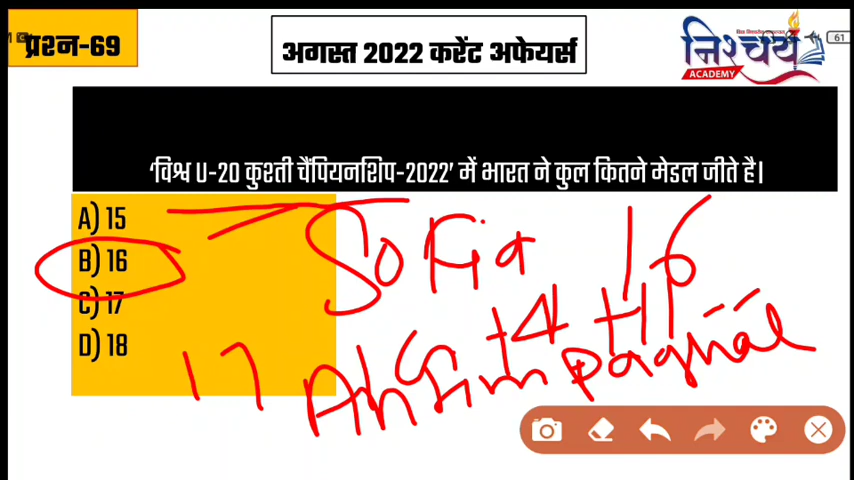 प्रश्न-69
अगस्त 2022 करेंट अफेयर्स
निश्चय
ACADEMY
61
'विश्व U-20 कुश्ती चैंपियनशिप-2022' में भारत ने कुल कितने मेडल जीते है।
A) 15
B) 16
C) 17
D) 18
Sofia 16
17
Antim Paghal